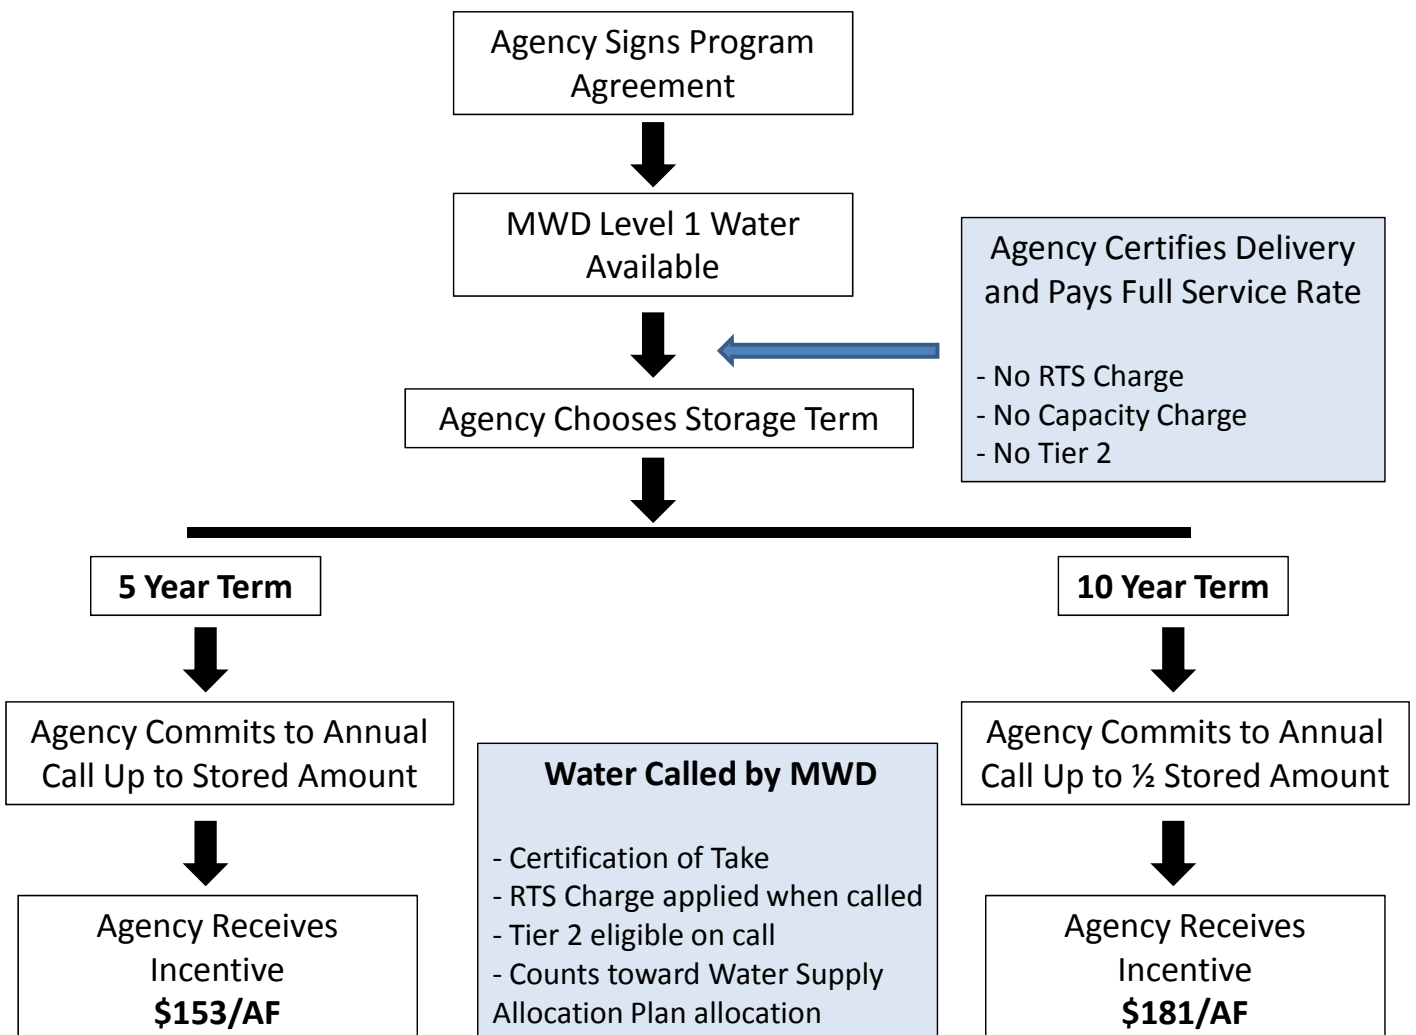 Agency Signs Program
Agreement
MWD Level 1 Water
Available
Agency Certifies Delivery
and Pays Full Service Rate
- No RTS Charge
- No Capacity Charge
- No Tier 2
Agency Chooses Storage Term
5 Year Term
10 Year Term
Agency Commits to Annual
Call Up to Stored Amount
Agency Commits to Annual
Call Up to ½ Stored Amount
Water Called by MWD
- Certification of Take
- RTS Charge applied when called
- Tier 2 eligible on call
- Counts toward Water Supply
Allocation Plan allocation
Agency Receives
Incentive
$153/AF
Agency Receives
Incentive
$181/AF